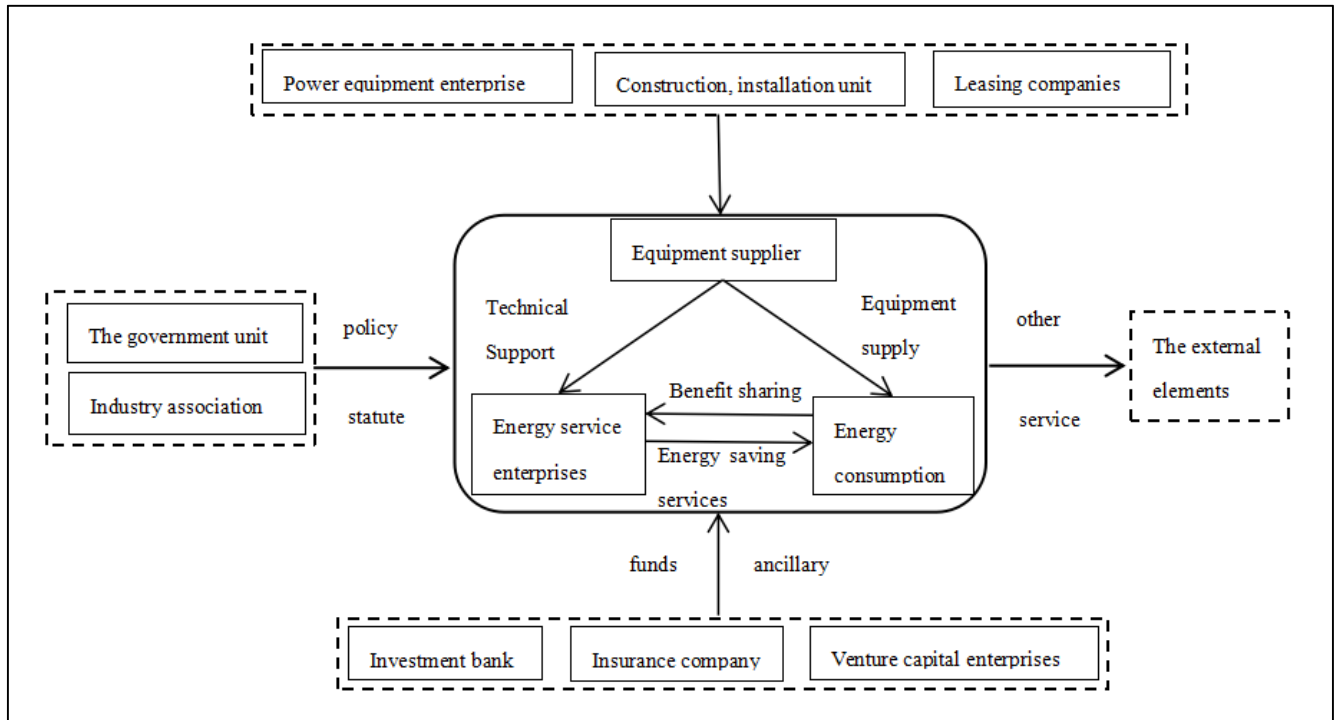 Power equipment enterprise
Construction, installation unit
Leasing companies
Equipment supplier
Technical
Support
Equipment
supply
The government unit
Industry association
policy
statute
other
service
The external
elements
Benefit sharing
Energy service
enterprises
Energy saving
services
Energy
consumption
funds
ancillary
Investment bank
Insurance company
Venture capital enterprises